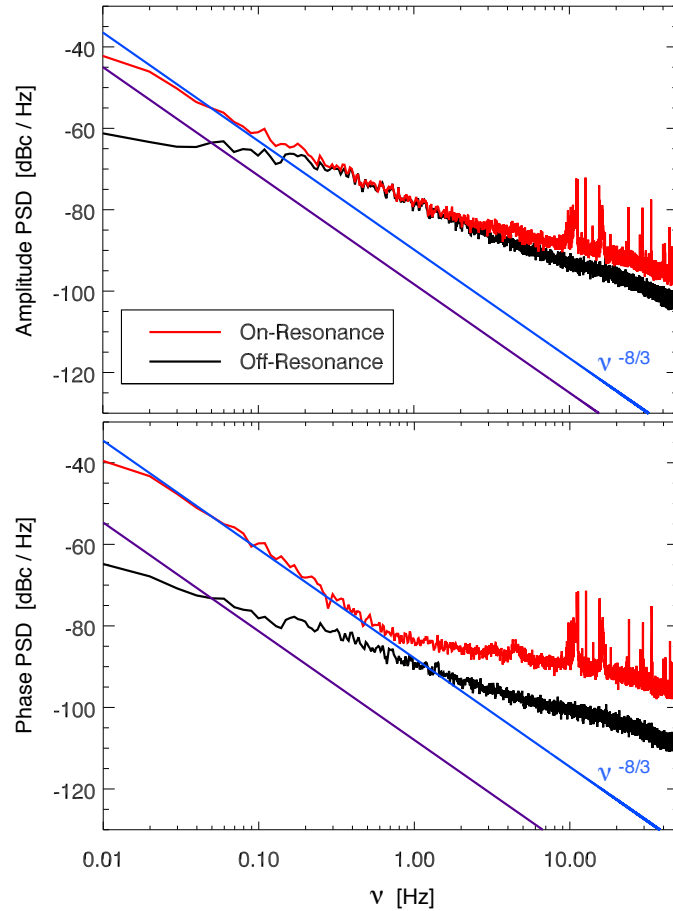 Amplitude PSD [dBc / Hz]
-40
-60
-80
-100
-120
On-Resonance
Off-Resonance
ν -8/3
Phase PSD [dBc / Hz]
-40
-60
-80
-100
-120
ν -8/3
0.01
0.10
1.00
10.00
ν [Hz]